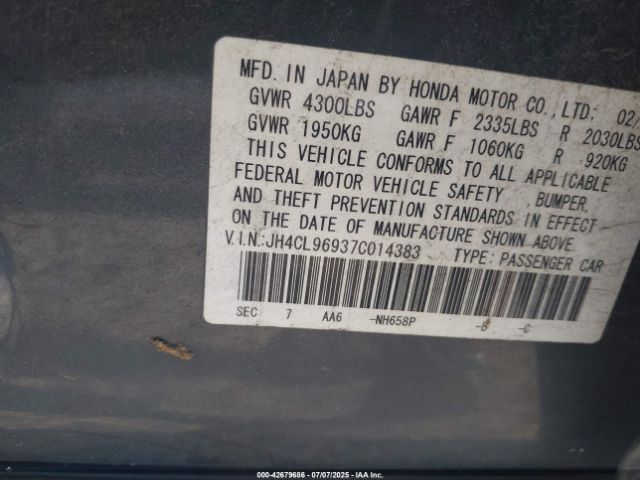 MFD. IN JAPAN BY HONDA MOTOR CO., LTD. 02/
GVWR 4300LBS GAWR F 2335LBS R 2030LBS
GVWR 1950KG GAWR F 1060KG R 920KG
THIS VEHICLE CONFORMS TO ALL APPLICABLE
FEDERAL MOTOR VEHICLE SAFETY, BUMPER,
AND THEFT PREVENTION STANDARDS IN EFFECT
ON THE DATE OF MANUFACTURE SHOWN ABOVE.
V.I.N.:JH4CL96937C014383 TYPE: PASSENGER CAR
SEC 7 AA6 -NH658P -B -C
000-42679686 - 07/07/2025 - IAA Inc.